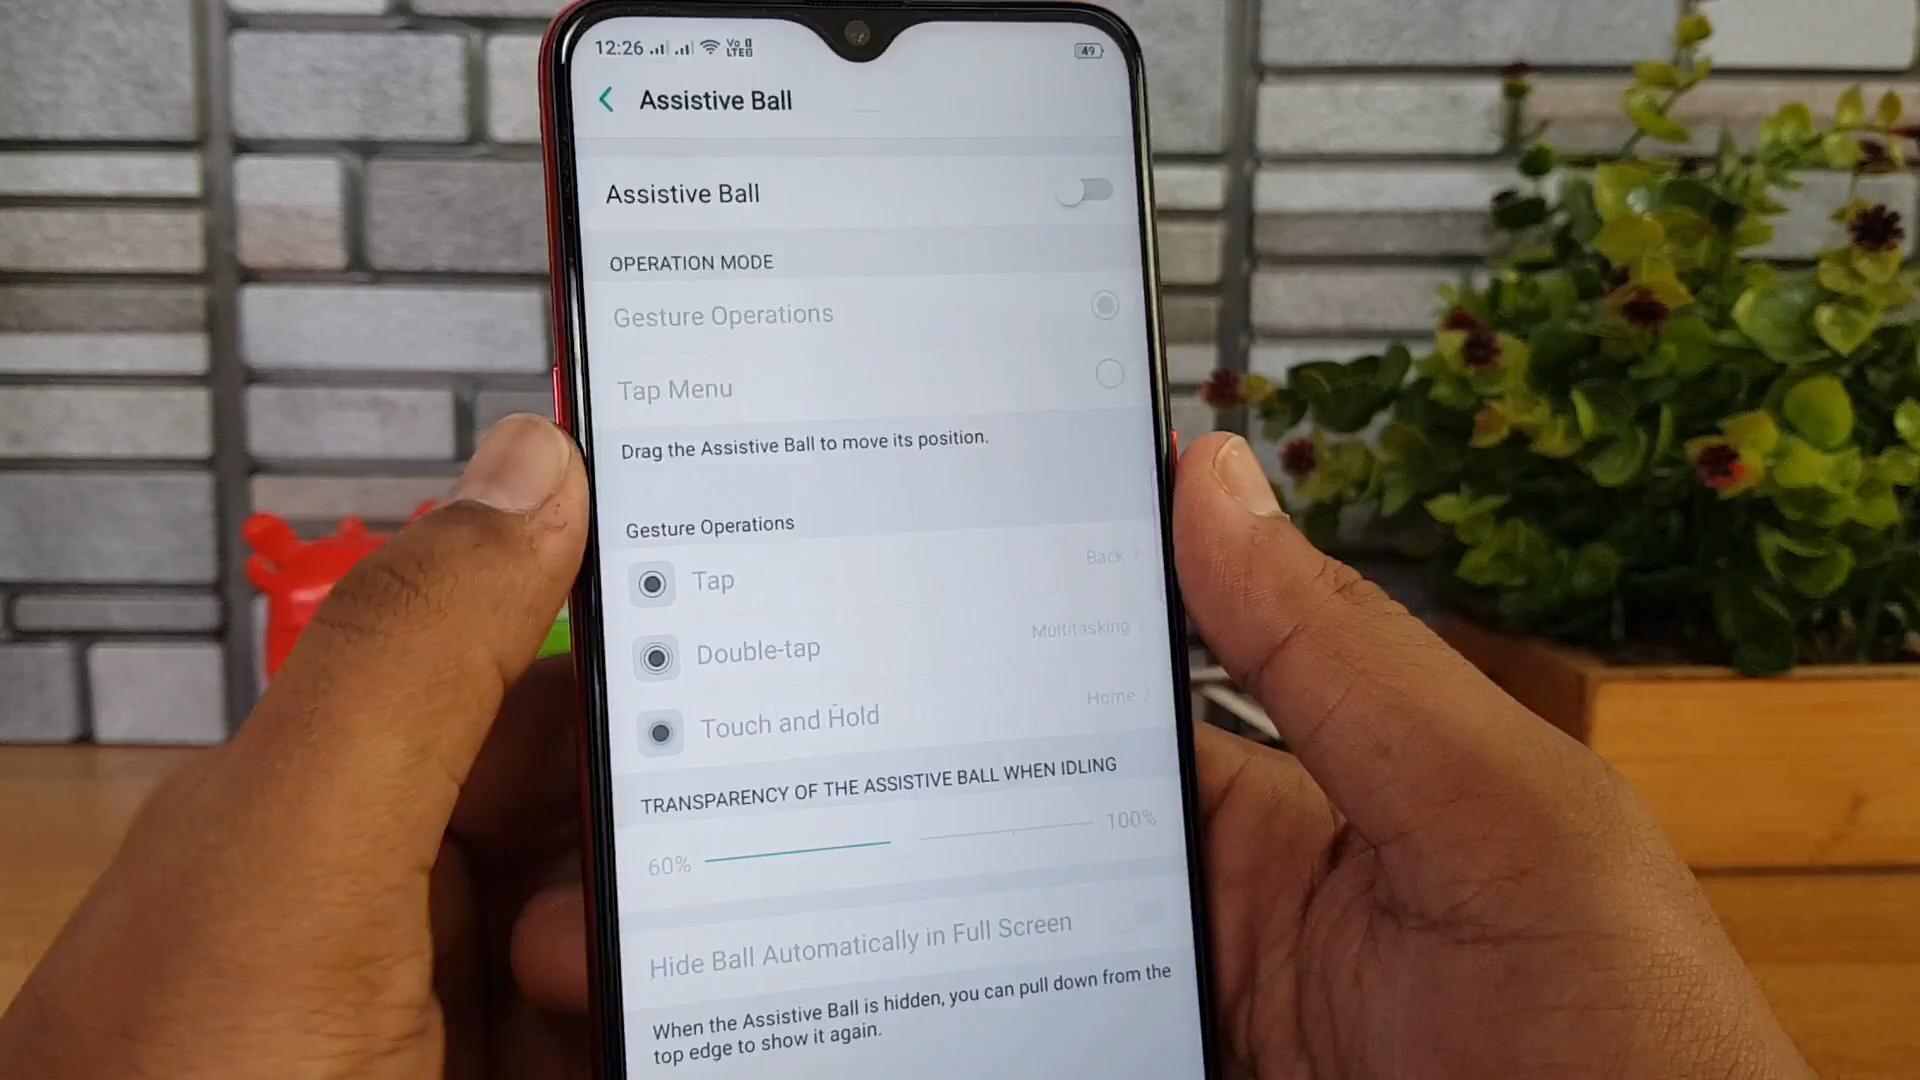 12:26 Vo LTE 49
Assistive Ball
Assistive Ball
OPERATION MODE
Gesture Operations
Tap Menu
Drag the Assistive Ball to move its position.
Gesture Operations
Tap Back
Double-tap Multitasking
Touch and Hold Home
TRANSPARENCY OF THE ASSISTIVE BALL WHEN IDLING
60% 100%
Hide Ball Automatically in Full Screen
When the Assistive Ball is hidden, you can pull down from the
top edge to show it again.